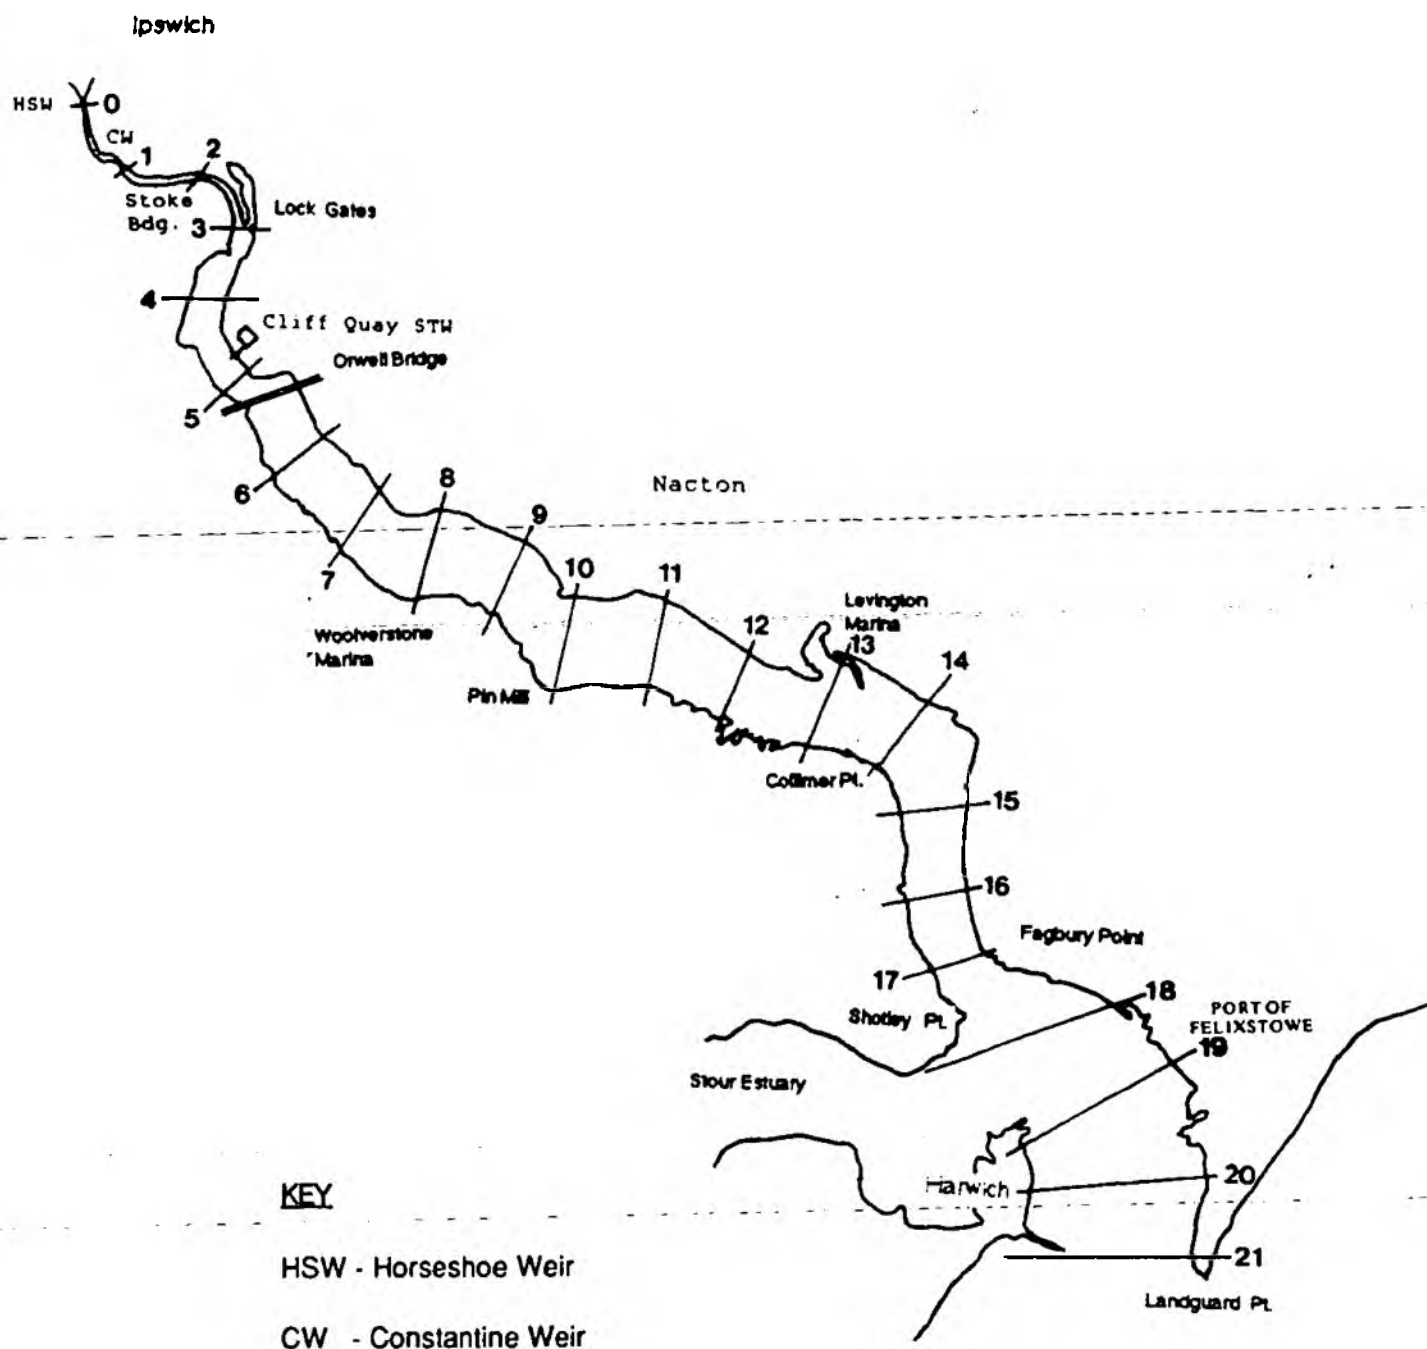 Ipswich
HSW
0
CW
1
2
Stoke
Bdg.
3
Lock Gates
4
Cliff Quay STW
Orwell Bridge
5
6
8
Nacton
9
7
10
11
Woolverstone
Marina
Levington
Marina
12
13
14
Pin Mill
Collimer Pt.
15
16
Fagbury Point
17
18
Shotley Pt.
PORT OF
FELIXSTOWE
19
Stour Estuary
Harwich
20
21
Landguard Pt.
KEY
HSW - Horseshoe Weir
CW - Constantine Weir